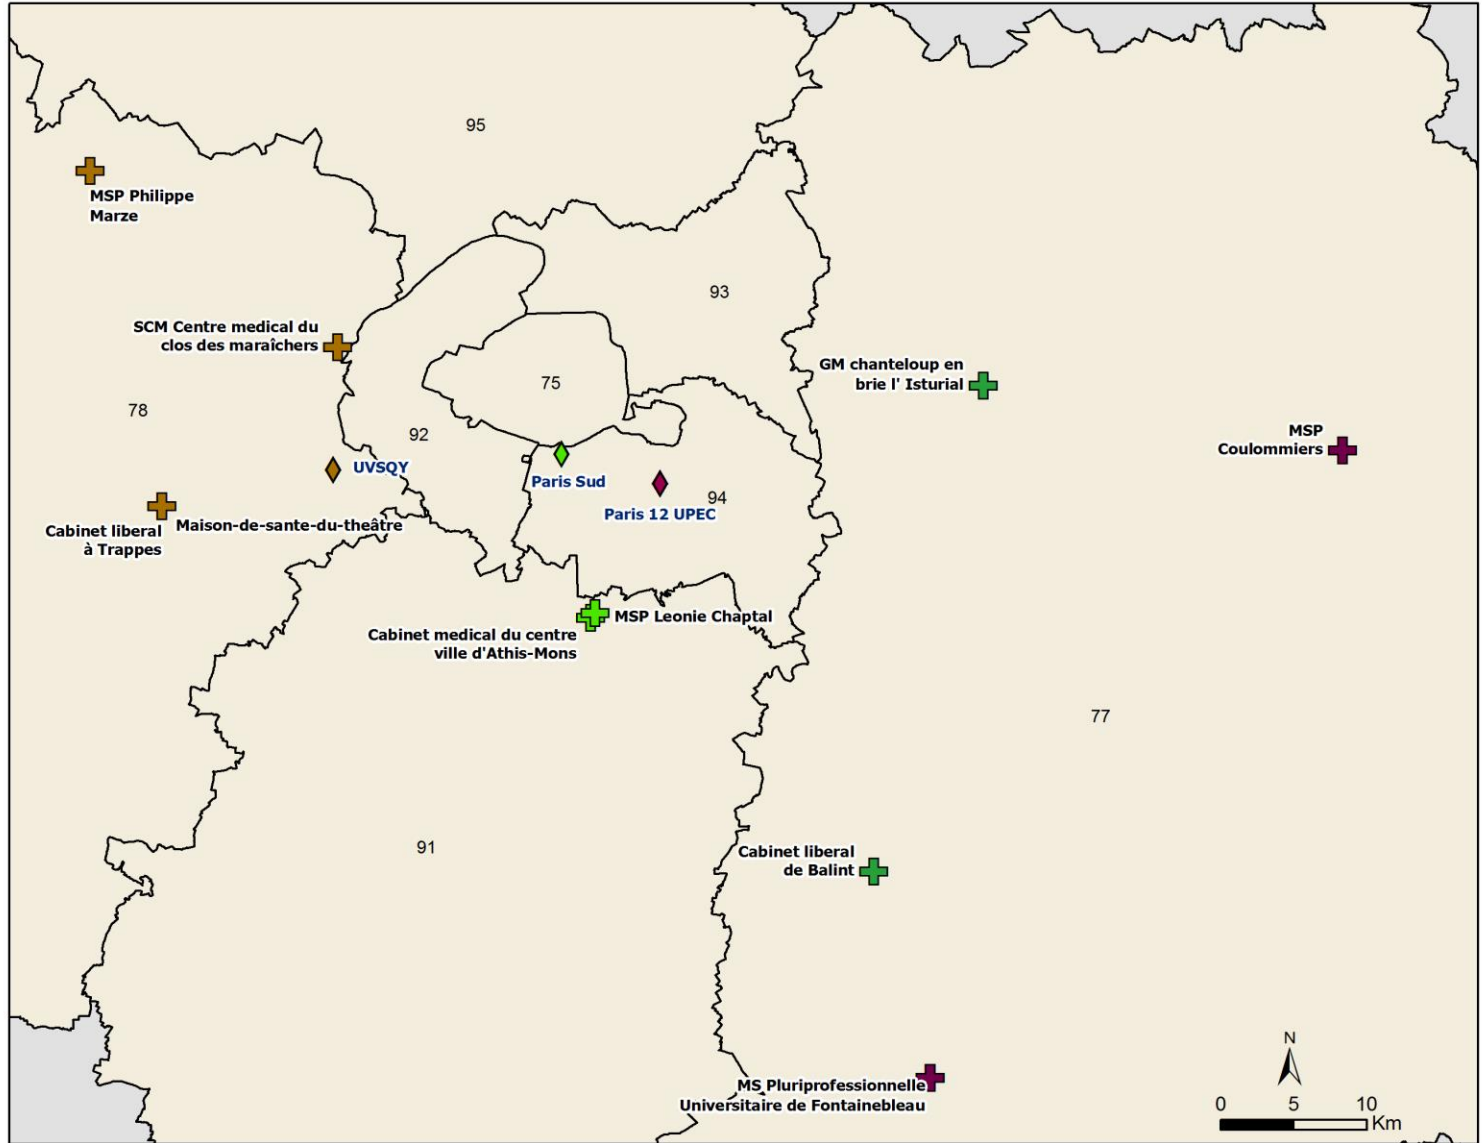 95
MSP Philippe
Marze
93
SCM Centre medical du
clos des maraîchers
GM chanteloup en
brie l' Isturial
75
78
92
MSP
Coulommiers
UVSQY
Paris Sud
94
Paris 12 UPEC
Cabinet liberal
à Trappes
Maison-de-sante-du-theâtre
MSP Leonie Chaptal
Cabinet medical du centre
ville d'Athis-Mons
77
91
Cabinet liberal
de Balint
MS Pluriprofessionnelle
Universitaire de Fontainebleau
N
0 5 10
Km